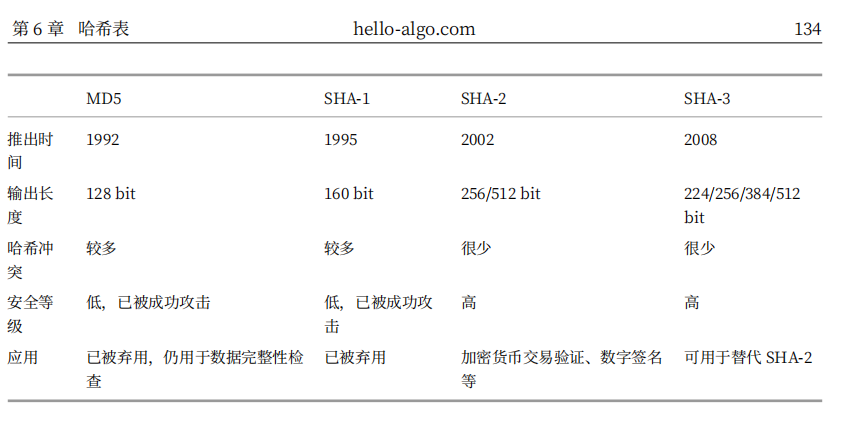 第 6 章 哈希表 hello-algo.com 134
MD5 SHA-1 SHA-2 SHA-3
推出时 1992 1995 2002 2008
间
输出长 128 bit 160 bit 256/512 bit 224/256/384/512
度 bit
哈希冲 较多 较多 很少 很少
突
安全等 低，已被成功攻击 低，已被成功攻 高 高
级 击
应用 已被弃用，仍用于数据完整性检 已被弃用 加密货币交易验证、数字签名 可用于替代 SHA-2
查 等